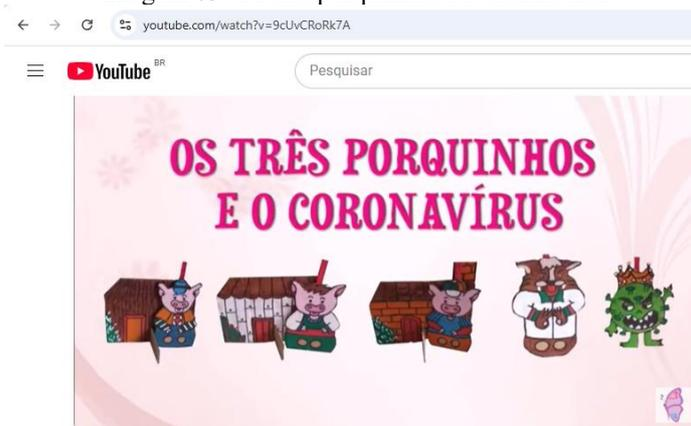 youtube.com/watch?v=9cUvCRoRk7A
YouTube BR
Pesquisar
OS TRÊS PORQUINHOS
E O CORONAVÍRUS